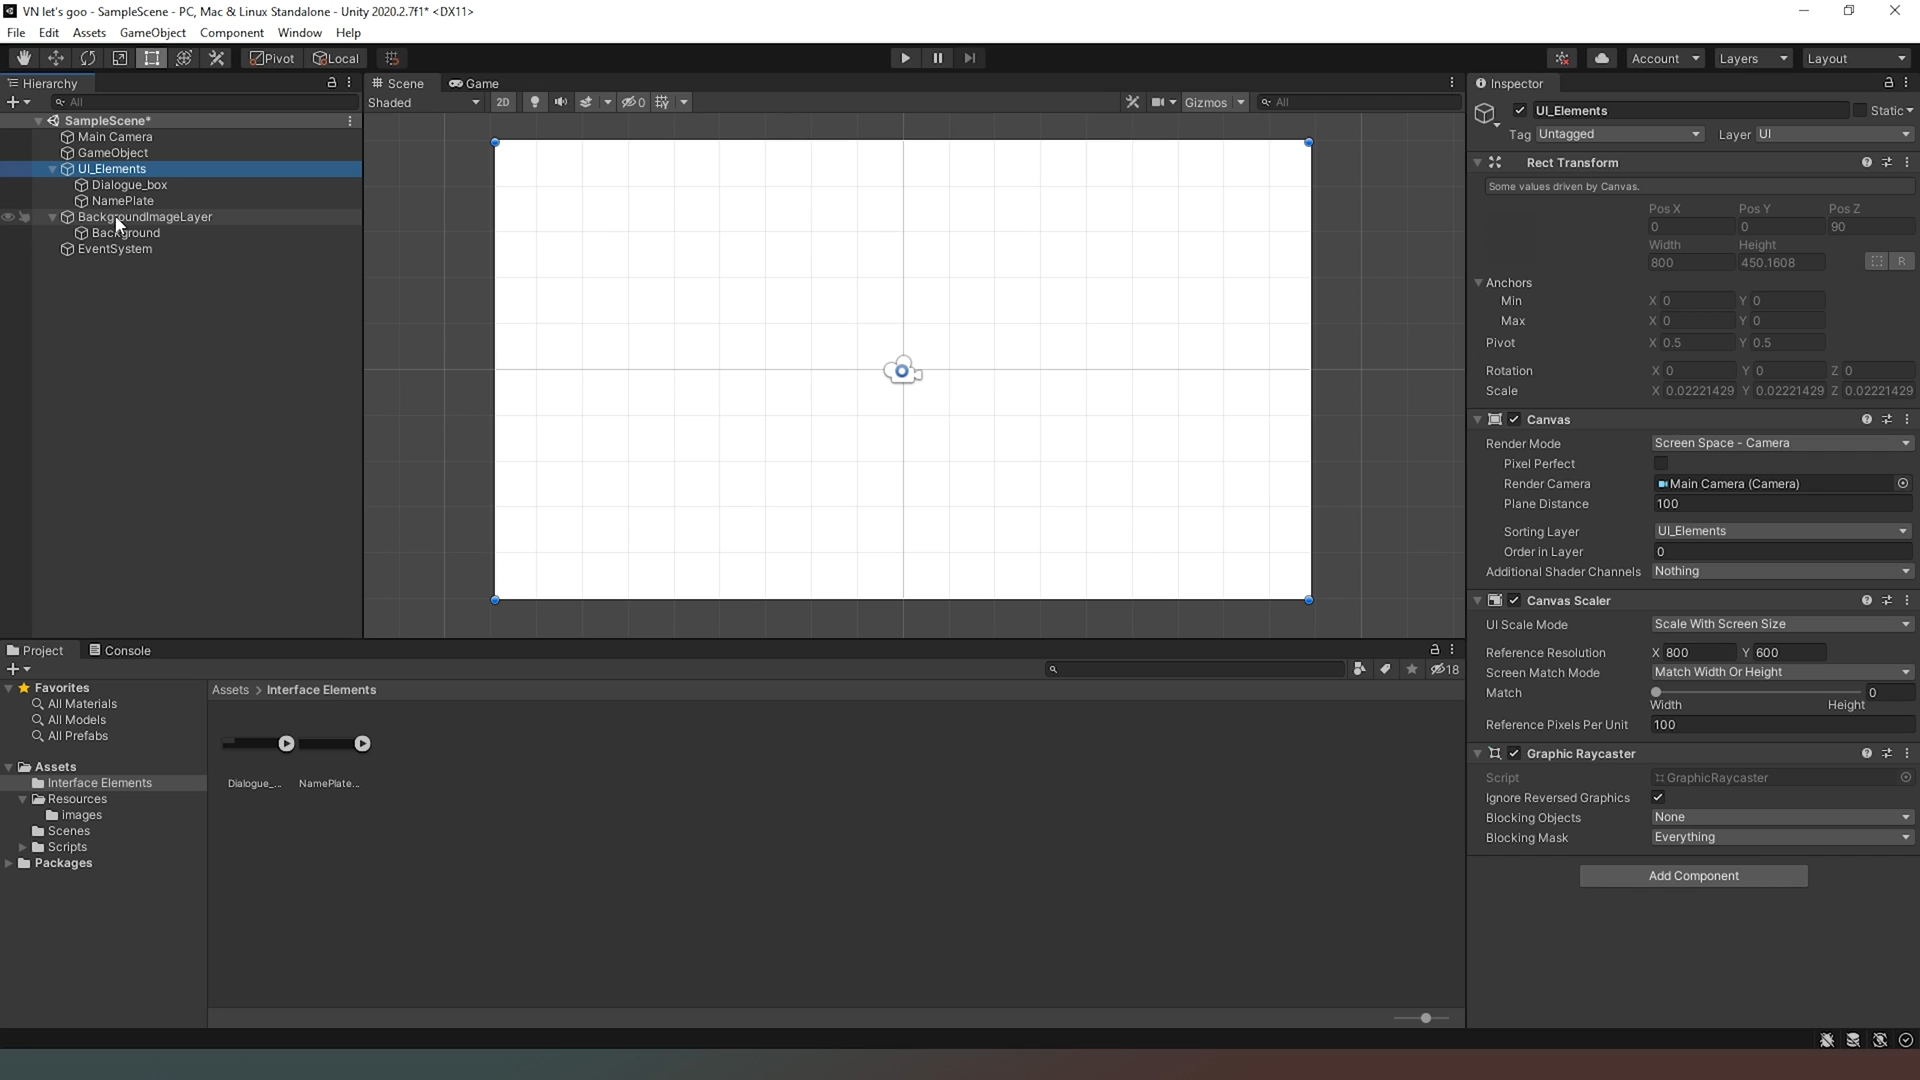 VN let's goo - SampleScene - PC, Mac & Linux Standalone - Unity 2020.2.7f1* <DX11>
File Edit Assets GameObject Component Window Help
Pivot Local Account Layers Layout
Hierarchy
All
SampleScene*
Main Camera
GameObject
UI_Elements
Dialogue_box
NamePlate
BackgroundImageLayer
Background
EventSystem
Scene Game
Shaded 2D 0 Gizmos All
Inspector
UI_Elements Static
Tag Untagged Layer UI
Rect Transform
Some values driven by Canvas.
Pos X Pos Y Pos Z
0 0 90
Width Height
800 450.1608 R
Anchors
Min X 0 Y 0
Max X 0 Y 0
Pivot X 0.5 Y 0.5
Rotation X 0 Y 0 Z 0
Scale X 0.02221429 Y 0.02221429 Z 0.02221429
Canvas
Render Mode Screen Space - Camera
Pixel Perfect
Render Camera Main Camera (Camera)
Plane Distance 100
Sorting Layer UI_Elements
Order in Layer 0
Additional Shader Channels Nothing
Canvas Scaler
UI Scale Mode Scale With Screen Size
Reference Resolution X 800 Y 600
Screen Match Mode Match Width Or Height
Match 0
Width Height
Reference Pixels Per Unit 100
Graphic Raycaster
Script GraphicRaycaster
Ignore Reversed Graphics
Blocking Objects None
Blocking Mask Everything
Add Component
Project Console
18
Favorites
All Materials
All Models
All Prefabs
Assets
Interface Elements
Resources
images
Scenes
Scripts
Packages
Assets > Interface Elements
Dialogue_... NamePlate...